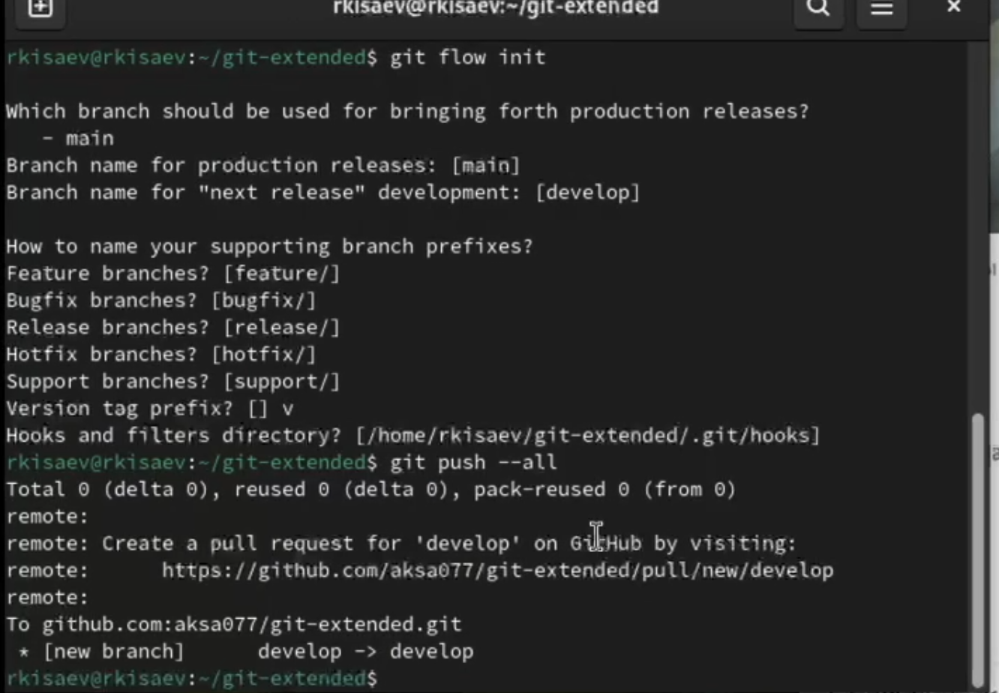 rkisaev@rkisaev:~/git-extended
rkisaev@rkisaev:~/git-extended$ git flow init
Which branch should be used for bringing forth production releases?
- main
Branch name for production releases: [main]
Branch name for "next release" development: [develop]
How to name your supporting branch prefixes?
Feature branches? [feature/]
Bugfix branches? [bugfix/]
Release branches? [release/]
Hotfix branches? [hotfix/]
Support branches? [support/]
Version tag prefix? [] v
Hooks and filters directory? [/home/rkisaev/git-extended/.git/hooks]
rkisaev@rkisaev:~/git-extended$ git push --all
Total 0 (delta 0), reused 0 (delta 0), pack-reused 0 (from 0)
remote:
remote: Create a pull request for 'develop' on GitHub by visiting:
remote:      https://github.com/aksa077/git-extended/pull/new/develop
remote:
To github.com:aksa077/git-extended.git
* [new branch]      develop -> develop
rkisaev@rkisaev:~/git-extended$